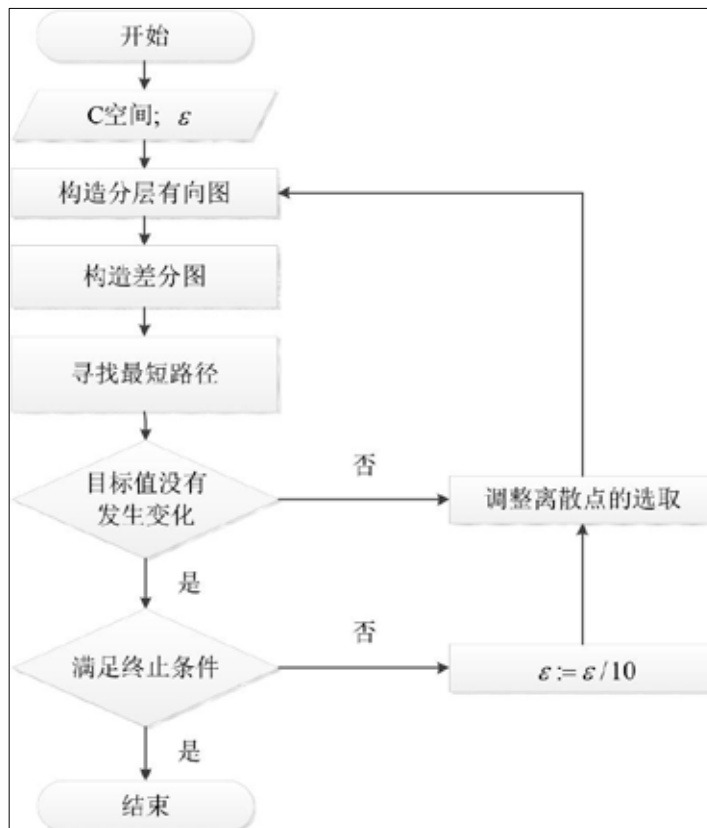 开始
C空间; ε
构造分层有向图
构造差分图
寻找最短路径
目标值没有
发生变化
否
调整离散点的选取
是
满足终止条件
否
ε:= ε/10
是
结束